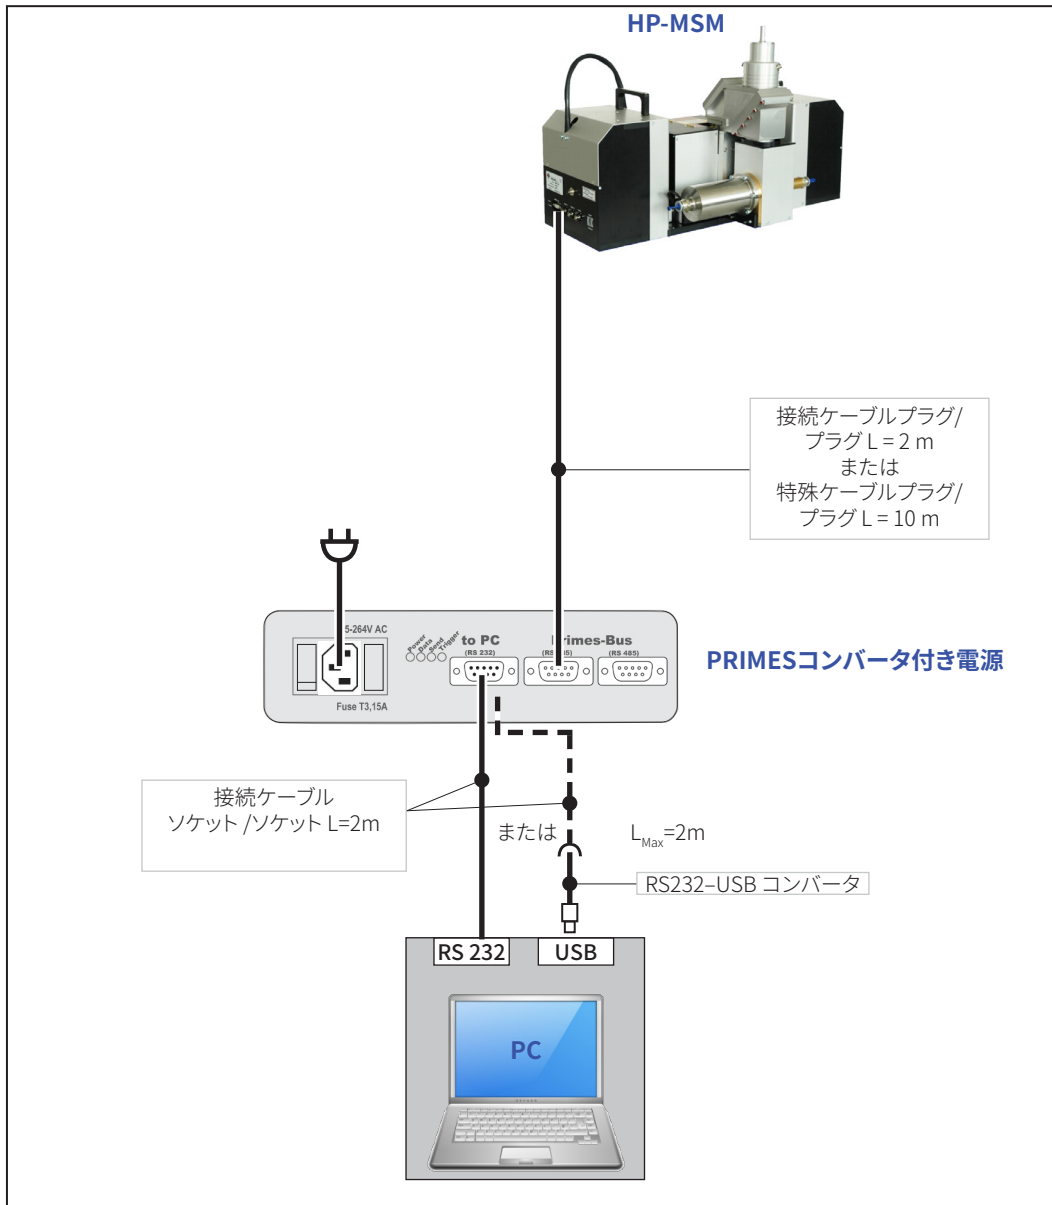 HP-MSM
接続ケーブルプラグ/
プラグ L = 2 m
または
特殊ケーブルプラグ/
プラグ L = 10 m
5-264V AC
Power
Data
Send
Trigger
to PC
(RS 232)
Primes-Bus
(RS 485)
(RS 485)
Fuse T3,15A
PRIMESコンバータ付き電源
接続ケーブル
ソケット /ソケット L=2m
または
LMax=2m
RS232–USB コンバータ
RS 232
USB
PC